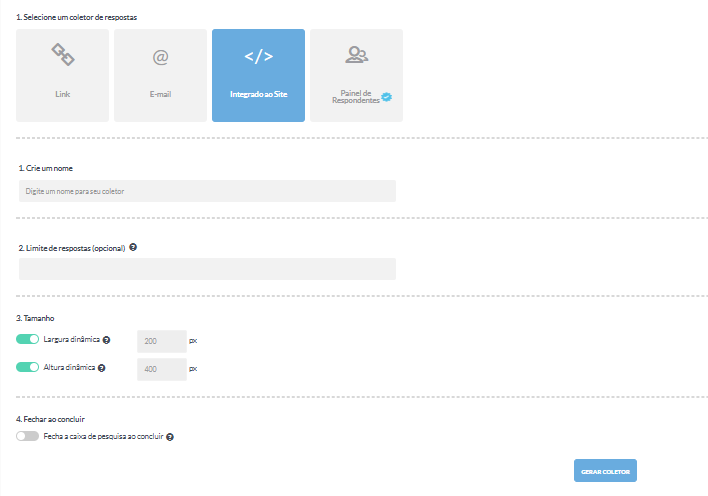 1. Selecione um coletor de respostas
Link
@
E-mail
</>
Integrado ao Site
Painel de
Respondentes
1. Crie um nome
Digite um nome para seu coletor
2. Limite de respostas (opcional) ?
3. Tamanho
Largura dinâmica ? 200 px
Altura dinâmica ? 400 px
4. Fechar ao concluir
Fecha a caixa de pesquisa ao concluir ?
GERAR COLETOR